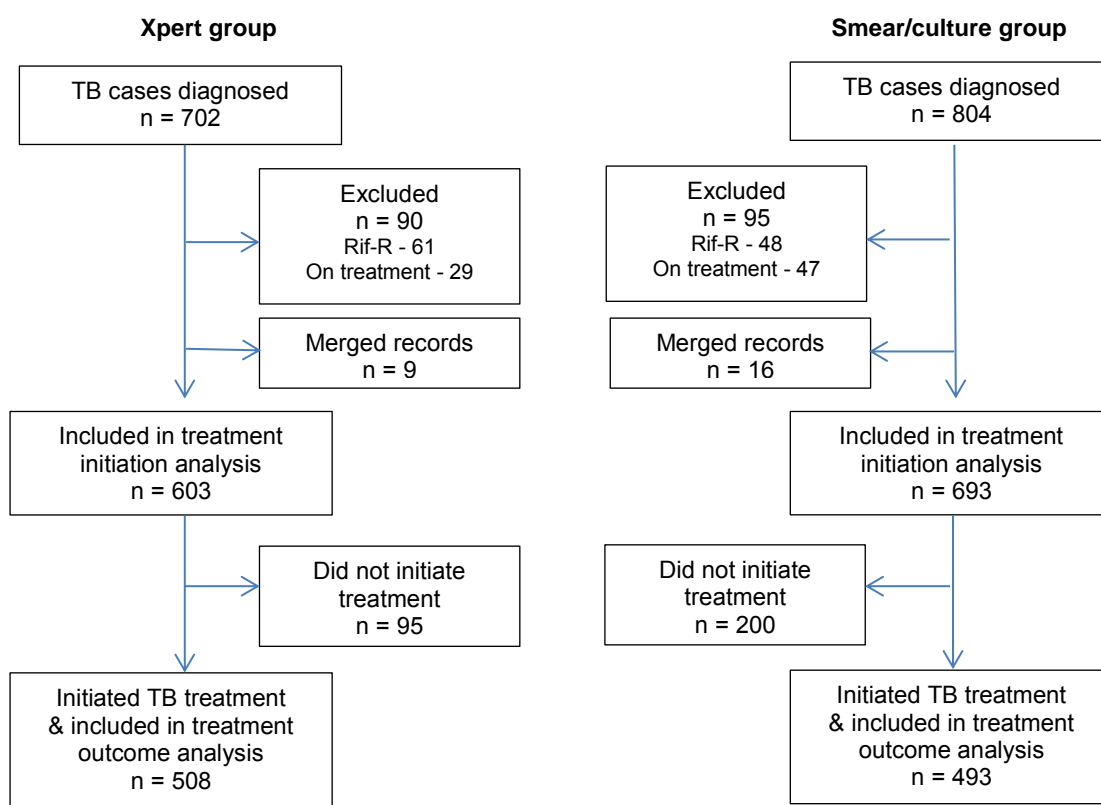 Xpert group
TB cases diagnosed
n = 702
Excluded
n = 90
Rif-R - 61
On treatment - 29
Merged records
n = 9
Included in treatment
initiation analysis
n = 603
Did not initiate
treatment
n = 95
Initiated TB treatment
& included in treatment
outcome analysis
n = 508
Smear/culture group
TB cases diagnosed
n = 804
Excluded
n = 95
Rif-R - 48
On treatment - 47
Merged records
n = 16
Included in treatment
initiation analysis
n = 693
Did not initiate
treatment
n = 200
Initiated TB treatment
& included in treatment
outcome analysis
n = 493